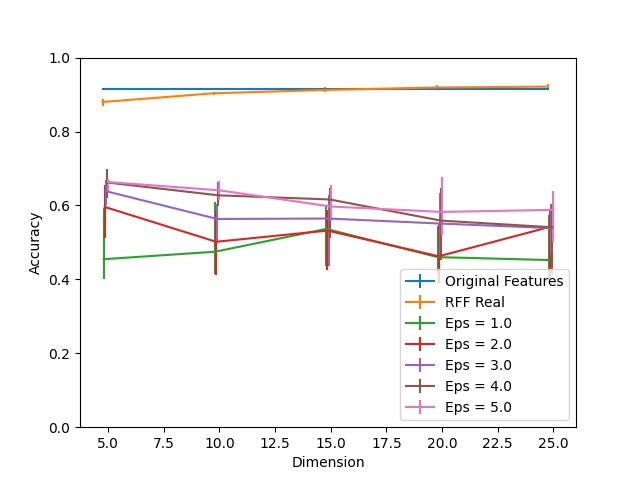 1.0
0.8
0.6
0.4
0.2
0.0
Accuracy
Original Features
RFF Real
Eps = 1.0
Eps = 2.0
Eps = 3.0
Eps = 4.0
Eps = 5.0
5.0 7.5 10.0 12.5 15.0 17.5 20.0 22.5 25.0
Dimension